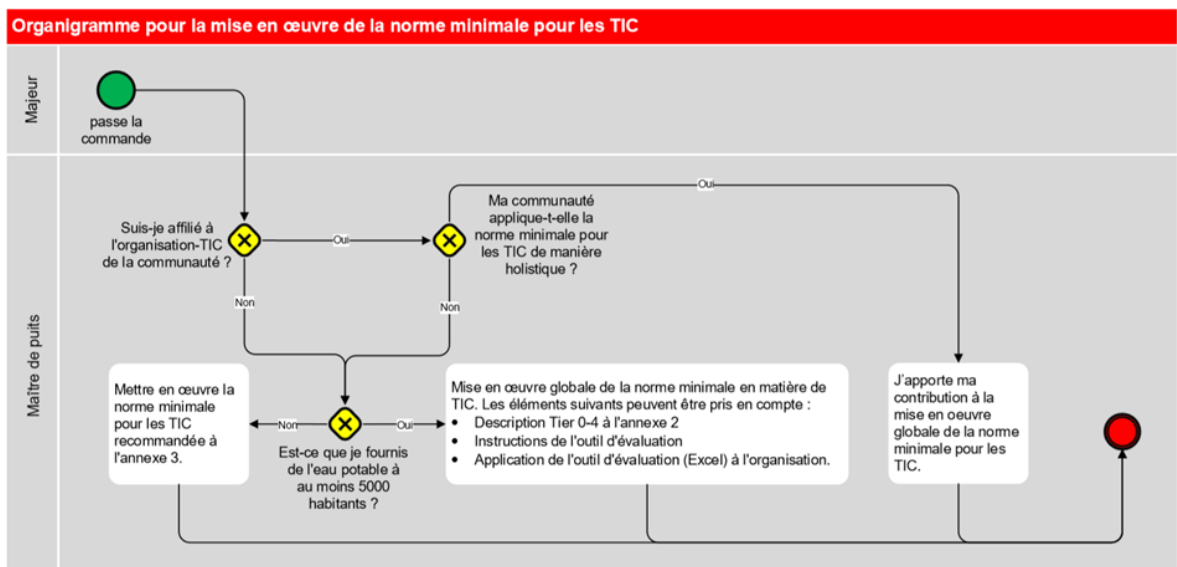 Organigramme pour la mise en œuvre de la norme minimale pour les TIC
Majeur
passe la
commande
Maître de puits
Suis-je affilié à
l'organisation-TIC
de la communauté ?
Oui
Non
Ma communauté
applique-t-elle la
norme minimale pour
les TIC de manière
holistique ?
Oui
Non
Est-ce que je fournis
de l'eau potable à
au moins 5000
habitants ?
Non
Oui
Mettre en œuvre la
norme minimale
pour les TIC
recommandée à
l'annexe 3.
Mise en œuvre globale de la norme minimale en matière de
TIC. Les éléments suivants peuvent être pris en compte :
• Description Tier 0-4 à l'annexe 2
• Instructions de l'outil d'évaluation
• Application de l'outil d'évaluation (Excel) à l'organisation.
J'apporte ma
contribution à la
mise en oeuvre
globale de la norme
minimale pour les
TIC.